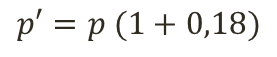 p′ = p (1 + 0,18)